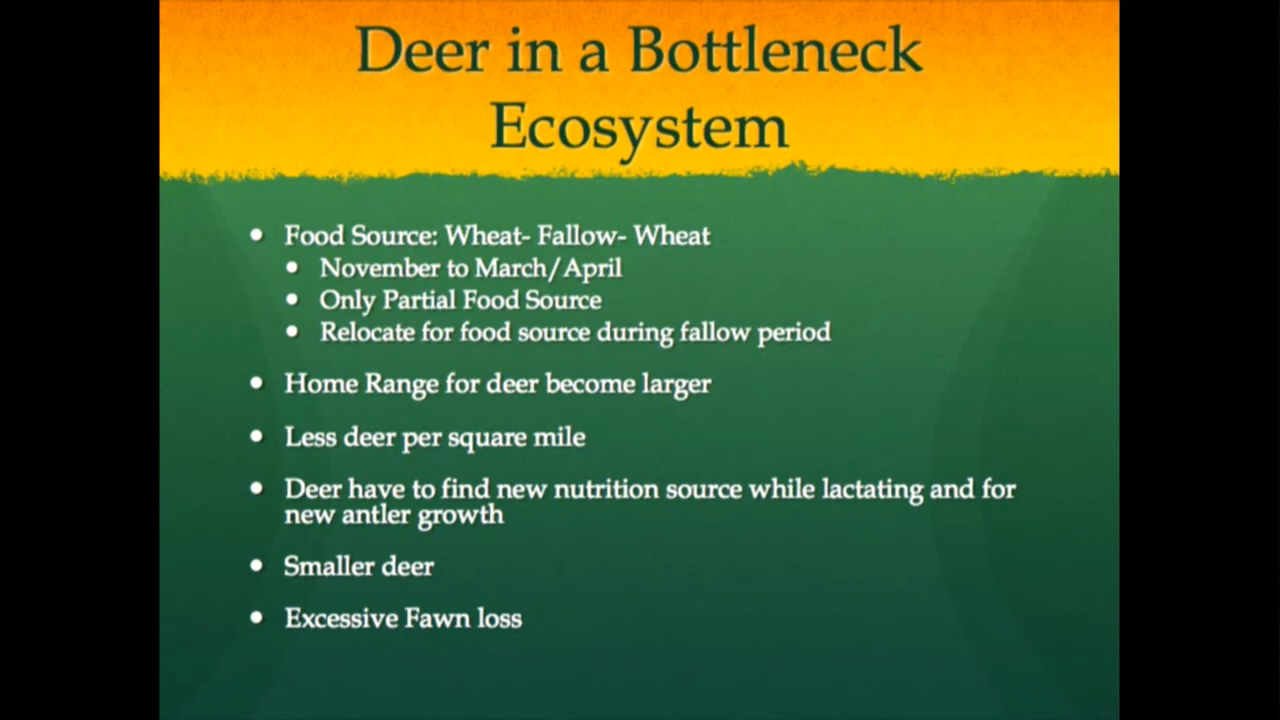 Deer in a Bottleneck
Ecosystem
• Food Source: Wheat- Fallow- Wheat
• November to March/April
• Only Partial Food Source
• Relocate for food source during fallow period
• Home Range for deer become larger
• Less deer per square mile
• Deer have to find new nutrition source while lactating and for
new antler growth
• Smaller deer
• Excessive Fawn loss